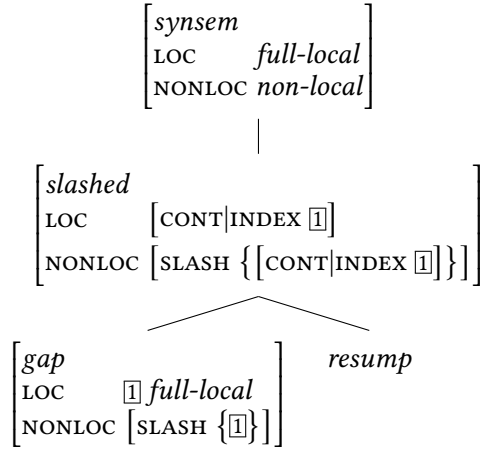 synsem
LOC full-local
NONLOC non-local
slashed
LOC [CONT|INDEX 1]
NONLOC [SLASH {[CONT|INDEX 1]}]
gap
LOC 1 full-local
NONLOC [SLASH {1}]
resump